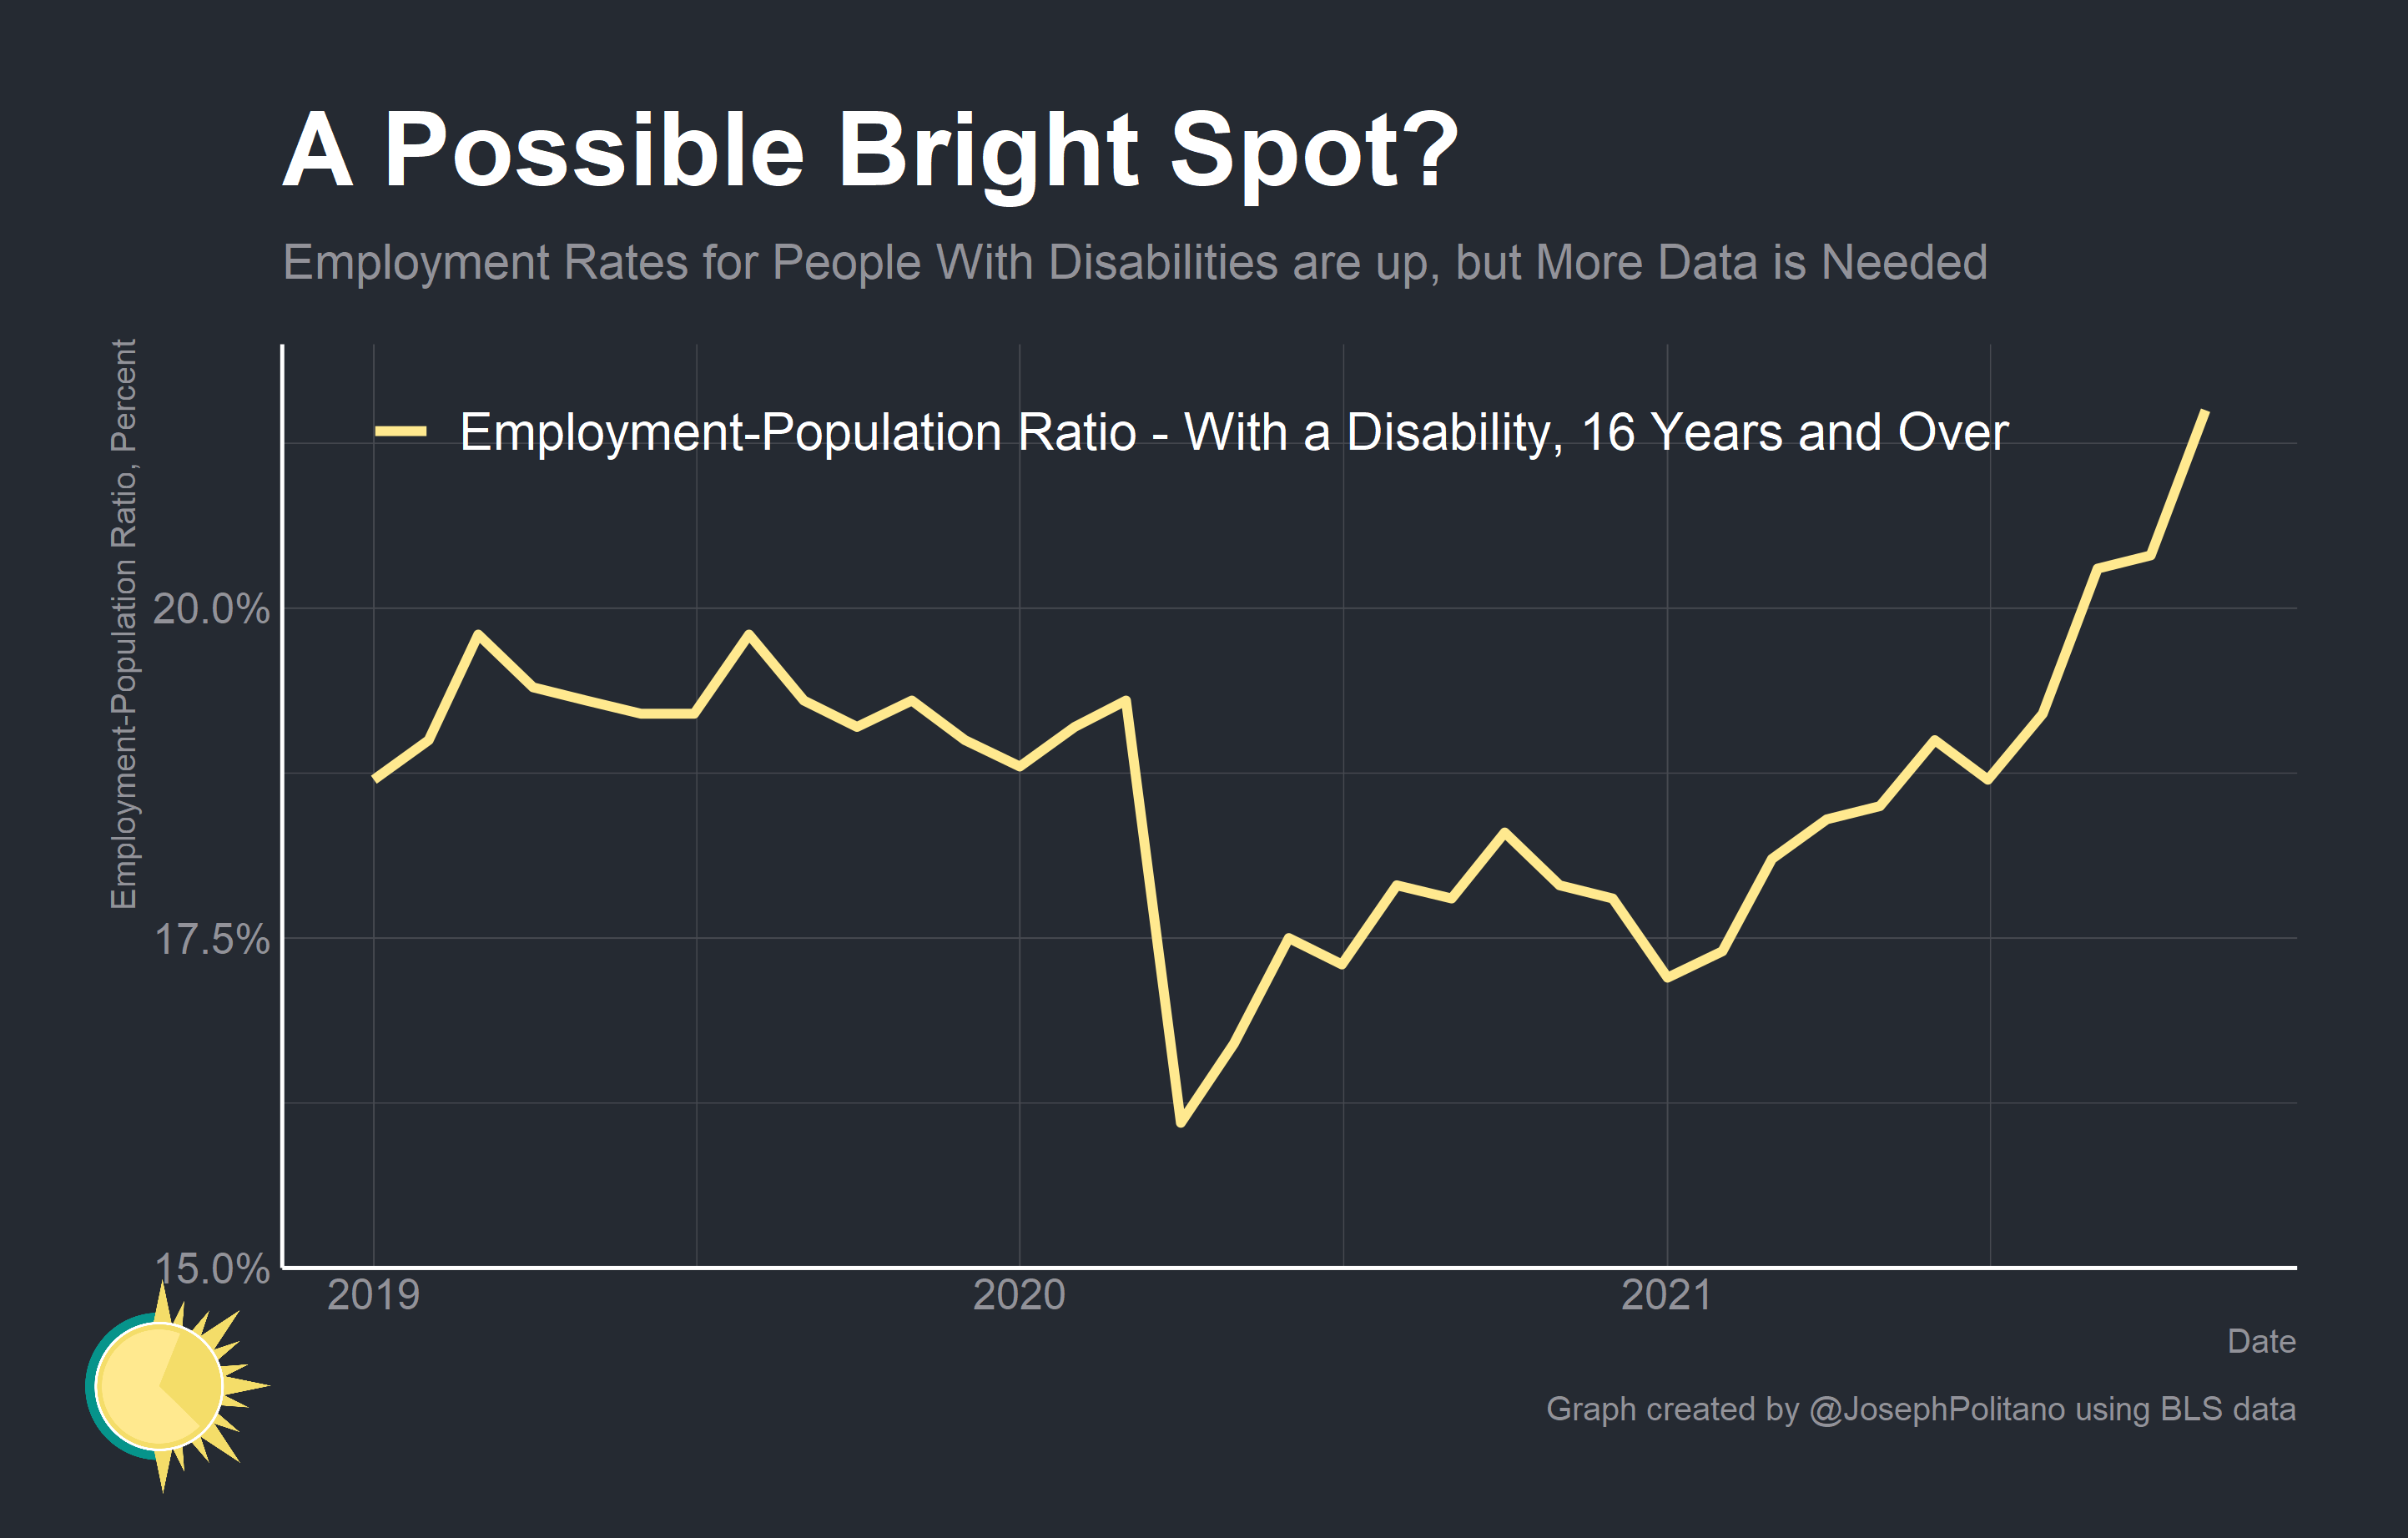 A Possible Bright Spot?
Employment Rates for People With Disabilities are up, but More Data is Needed
Employment-Population Ratio, Percent
Employment-Population Ratio - With a Disability, 16 Years and Over
20.0%
17.5%
15.0%
2019
2020
2021
Date
Graph created by @JosephPolitano using BLS data